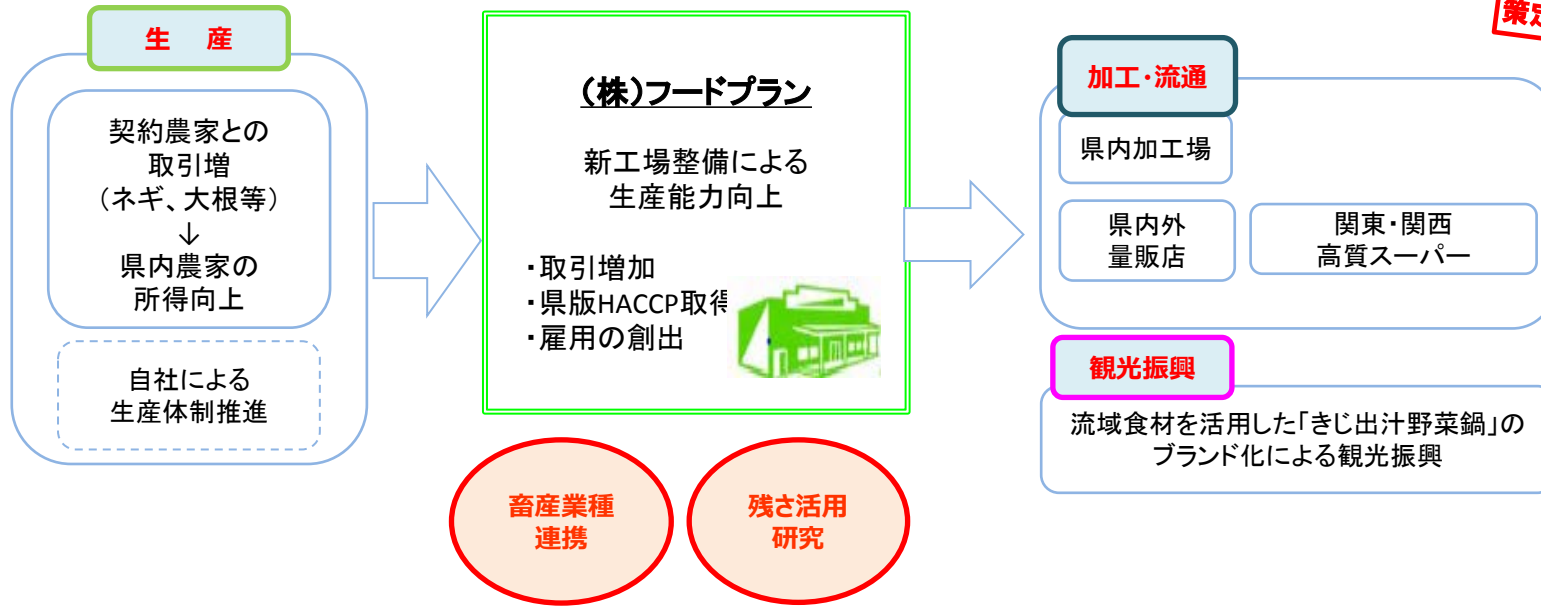 生 産
契約農家との
取引増
(ネギ、大根等)
↓
県内農家の
所得向上
自社による
生産体制推進
(株)フードプラン
新工場整備による
生産能力向上
・取引増加
・県版HACCP取得
・雇用の創出
畜産業種
連携
残さ活用
研究
策定
加工・流通
県内加工場
県内外
量販店
関東・関西
高質スーパー
観光振興
流域食材を活用した「きじ出汁野菜鍋」の
ブランド化による観光振興